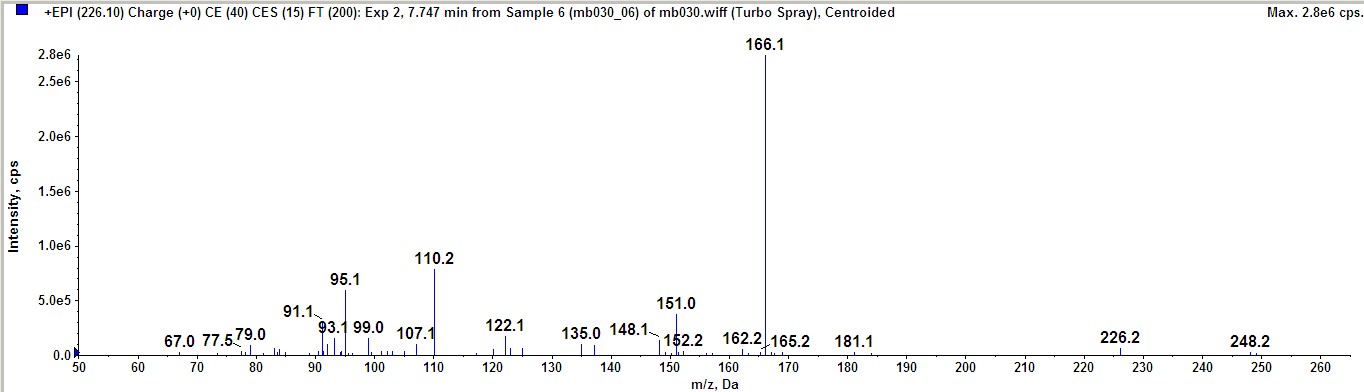 +EPI (226.10) Charge (+0) CE (40) CES (15) FT (200): Exp 2, 7.747 min from Sample 6 (mb030_06) of mb030.wiff (Turbo Spray), Centroided
Max. 2.8e6 cps.
166.1
2.8e6
2.5e6
2.0e6
1.5e6
1.0e6
5.0e5
0.0
Intensity, cps
110.2
95.1
91.1
151.0
67.0 77.5 79.0 93.1 99.0 107.1 122.1 135.0 148.1 152.2 162.2 165.2 181.1 226.2 248.2
50 60 70 80 90 100 110 120 130 140 150 160 170 180 190 200 210 220 230 240 250 260
m/z, Da